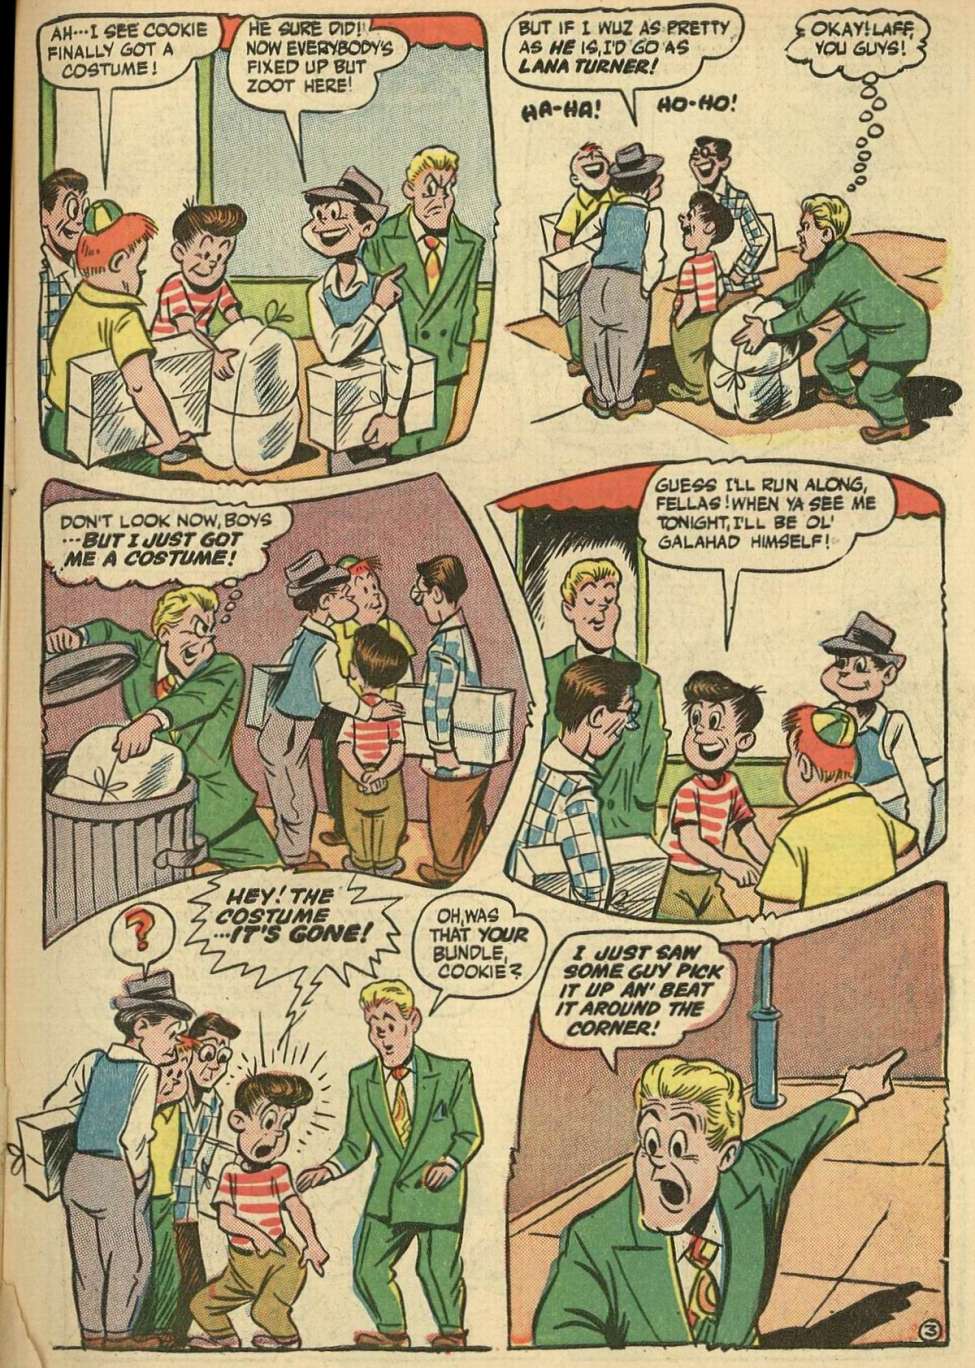 AH---I SEE COOKIE
FINALLY GOT A
COSTUME!
HE SURE DID!!
NOW EVERYBODY'S
FIXED UP BUT
ZOOT HERE!
BUT IF I WUZ AS PRETTY
AS HE IS, I'D GO AS
LANA TURNER!
HA-HA!
HO-HO!
OKAY! LAFF,
YOU GUYS!
DON'T LOOK NOW, BOYS
---BUT I JUST GOT
ME A COSTUME!
GUESS I'LL RUN ALONG,
FELLAS! WHEN YA SEE ME
TONIGHT, I'LL BE OL'
GALAHAD HIMSELF!
?
HEY! THE
COSTUME
---IT'S GONE!
OH, WAS
THAT YOUR
BUNDLE,
COOKIE?
I JUST SAW
SOME GUY PICK
IT UP AN' BEAT
IT AROUND THE
CORNER!
3